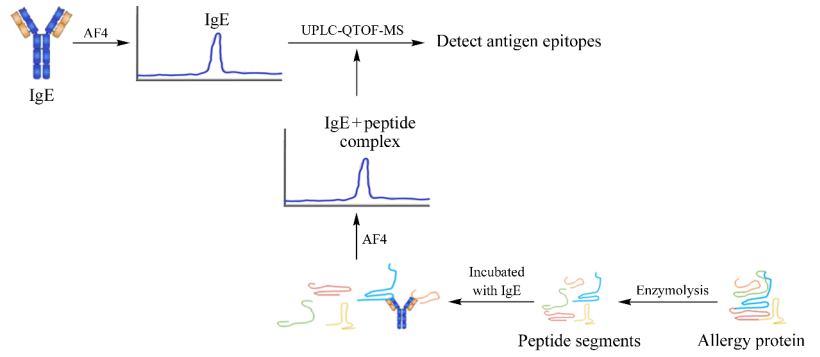 IgE
AF4
IgE
UPLC-QTOF-MS
Detect antigen epitopes
IgE+peptide
complex
AF4
Incubated
with IgE
Peptide segments
Enzymolysis
Allergy protein